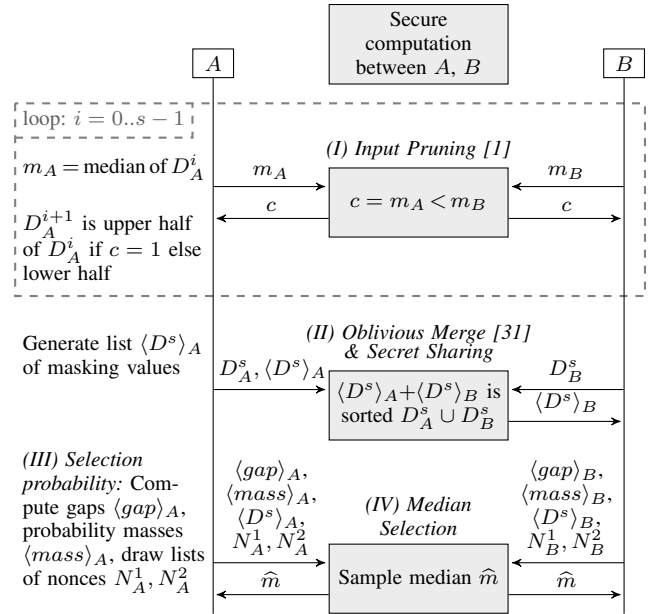 Secure
computation
between A, B
A
B
loop: i = 0..s − 1
(I) Input Pruning [1]
m_A = median of D_A^i
m_A
m_B
c = m_A < m_B
c
c
D_A^{i+1} is upper half
of D_A^i if c = 1 else
lower half
(II) Oblivious Merge [31]
& Secret Sharing
Generate list ⟨D^s⟩_A
of masking values
D_A^s, ⟨D^s⟩_A
D_B^s
⟨D^s⟩_A+⟨D^s⟩_B is
sorted D_A^s ∪ D_B^s
⟨D^s⟩_B
(III) Selection
probability: Compute
gaps ⟨gap⟩_A,
probability masses
⟨mass⟩_A, draw lists
of nonces N_A^1, N_A^2
⟨gap⟩_A,
⟨mass⟩_A,
⟨D^s⟩_A,
N_A^1, N_A^2
m̂
(IV) Median
Selection
Sample median m̂
⟨gap⟩_B,
⟨mass⟩_B,
⟨D^s⟩_B,
N_B^1, N_B^2
m̂